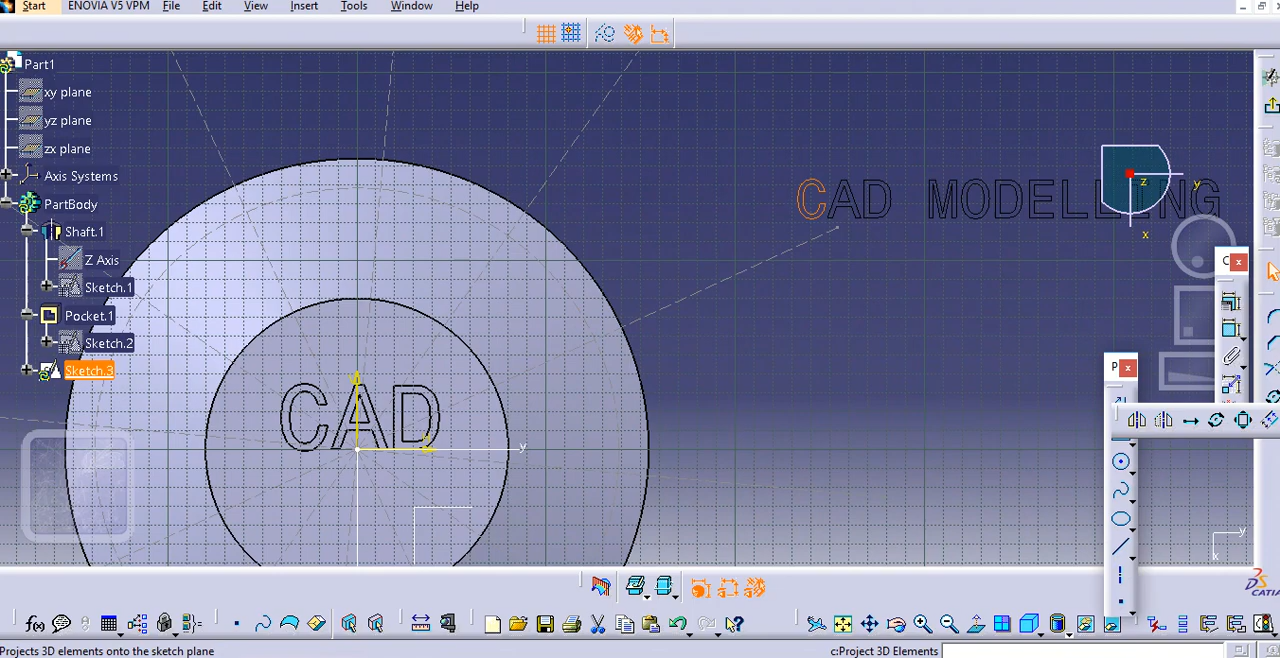 Start ENOVIA V5 VPM File Edit View Insert Tools Window Help
Part1
xy plane
yz plane
zx plane
Axis Systems
PartBody
Shaft.1
Z Axis
Sketch.1
Pocket.1
Sketch.2
Sketch.3
CAD MODELLING
z
y
x
C
P
CAD
y
y
x
CATIA
f(x)
Projects 3D elements onto the sketch plane
c:Project 3D Elements